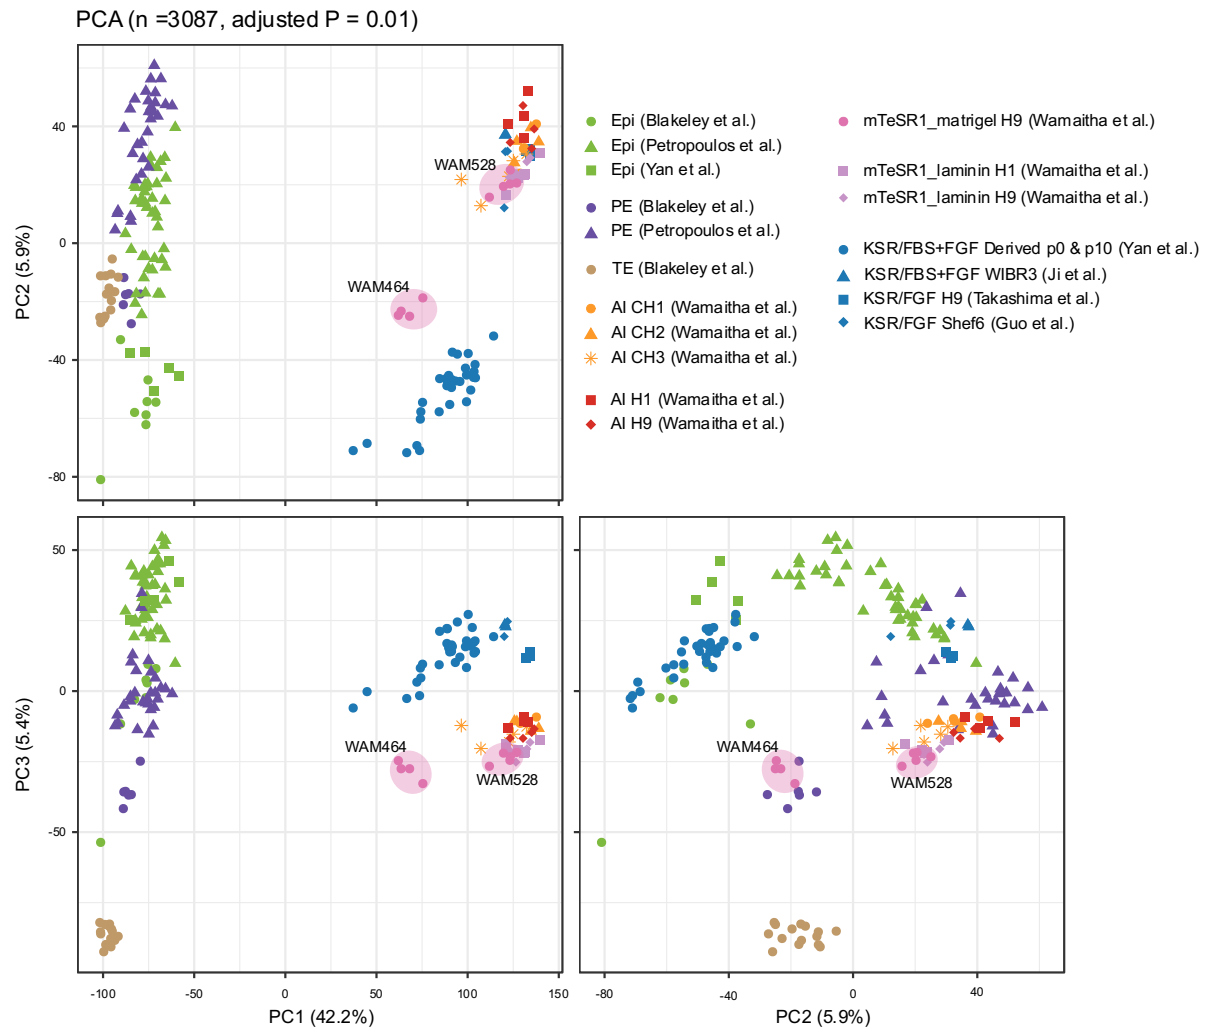 PCA (n =3087, adjusted P = 0.01)
PC2 (5.9%)
40
0
-40
-80
WAM528
WAM464
Epi (Blakeley et al.)
Epi (Petropoulos et al.)
Epi (Yan et al.)
PE (Blakeley et al.)
PE (Petropoulos et al.)
TE (Blakeley et al.)
AI CH1 (Wamaitha et al.)
AI CH2 (Wamaitha et al.)
AI CH3 (Wamaitha et al.)
AI H1 (Wamaitha et al.)
AI H9 (Wamaitha et al.)
mTeSR1_matrigel H9 (Wamaitha et al.)
mTeSR1_laminin H1 (Wamaitha et al.)
mTeSR1_laminin H9 (Wamaitha et al.)
KSR/FBS+FGF Derived p0 & p10 (Yan et al.)
KSR/FBS+FGF WIBR3 (Ji et al.)
KSR/FGF H9 (Takashima et al.)
KSR/FGF Shef6 (Guo et al.)
PC3 (5.4%)
50
0
-50
WAM464
WAM528
-100 -50 0 50 100 150
PC1 (42.2%)
WAM464
WAM528
-80 -40 0 40
PC2 (5.9%)